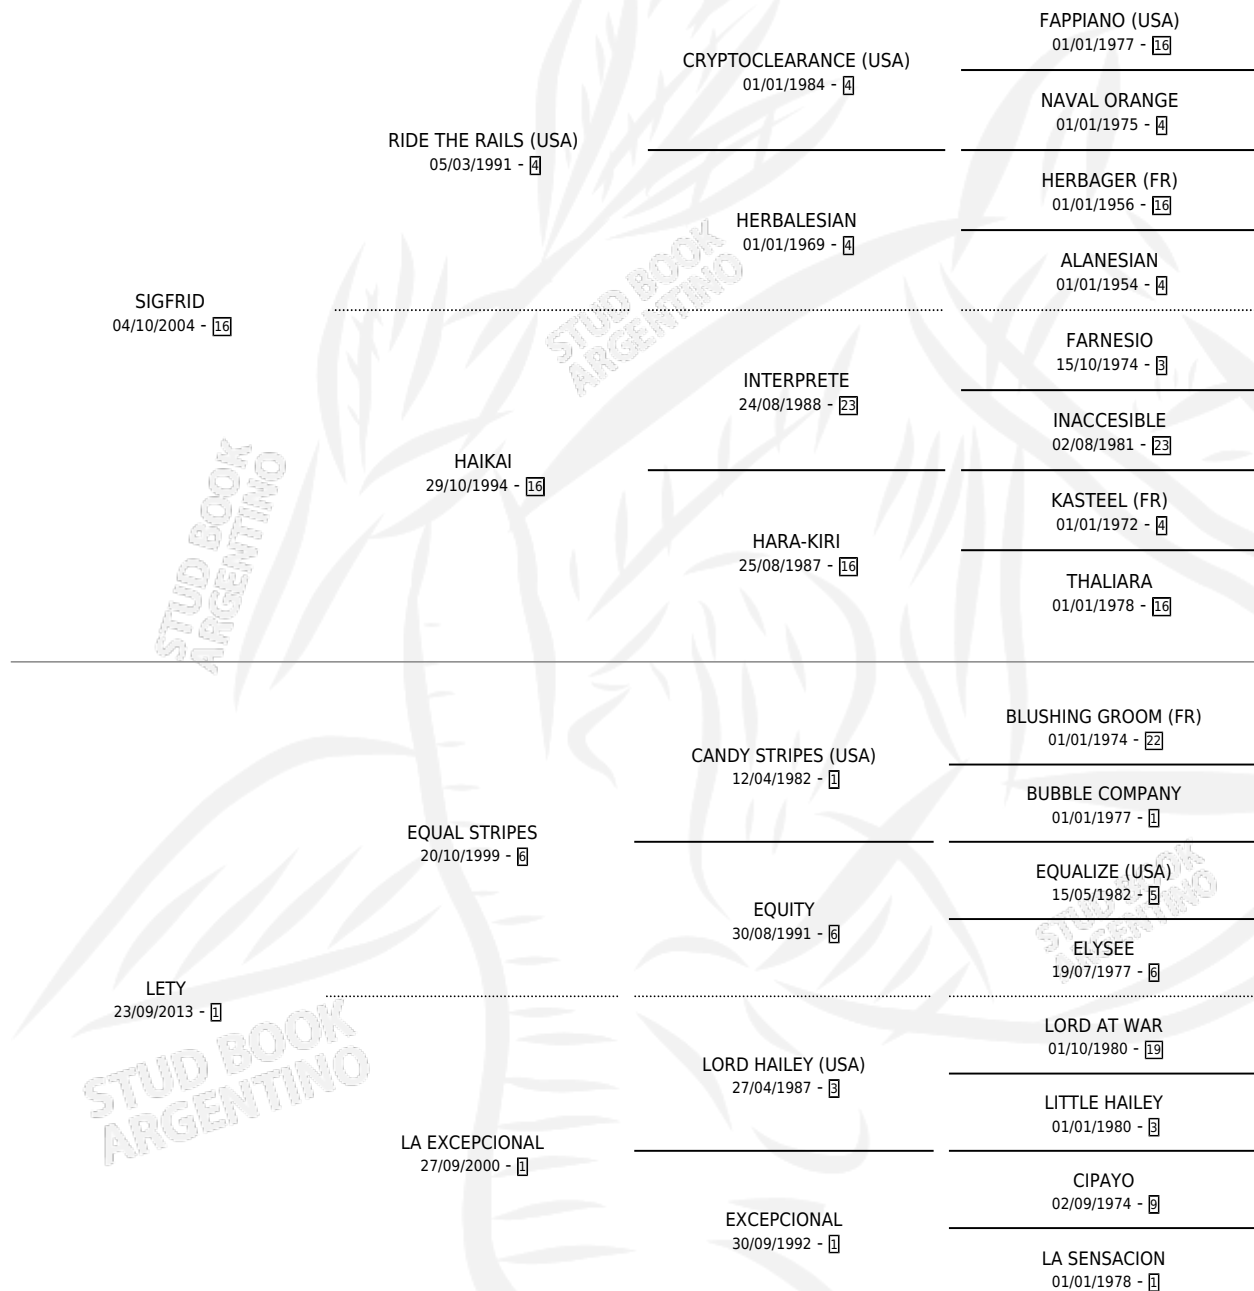 FAPPIANO (USA)
01/01/1977 - 16
CRYPTOCLEARANCE (USA)
01/01/1984 - 4
NAVAL ORANGE
01/01/1975 - 4
RIDE THE RAILS (USA)
05/03/1991 - 4
HERBAGER (FR)
01/01/1956 - 16
HERBALESIAN
01/01/1969 - 4
ALANESIAN
01/01/1954 - 4
SIGFRID
04/10/2004 - 16
STUD BOOK
ARGENTINO
FARNESIO
15/10/1974 - 3
INTERPRETE
24/08/1988 - 23
INACCESIBLE
02/08/1981 - 23
HAIKAI
29/10/1994 - 16
KASTEEL (FR)
01/01/1972 - 4
HARA-KIRI
25/08/1987 - 16
THALIARA
01/01/1978 - 16
STUD BOOK
ARGENTINO
BLUSHING GROOM (FR)
01/01/1974 - 22
CANDY STRIPES (USA)
12/04/1982 - 1
BUBBLE COMPANY
01/01/1977 - 1
EQUAL STRIPES
20/10/1999 - 6
EQUALIZE (USA)
15/05/1982 - 5
EQUITY
30/08/1991 - 6
ELYSEE
19/07/1977 - 6
STUD BOOK
ARGENTINO
LETY
23/09/2013 - 1
LORD AT WAR
01/10/1980 - 19
LORD HAILEY (USA)
27/04/1987 - 3
LITTLE HAILEY
01/01/1980 - 3
STUD BOOK
ARGENTINO
LA EXCEPCIONAL
27/09/2000 - 1
CIPAYO
02/09/1974 - 9
EXCEPCIONAL
30/09/1992 - 1
LA SENSACION
01/01/1978 - 1